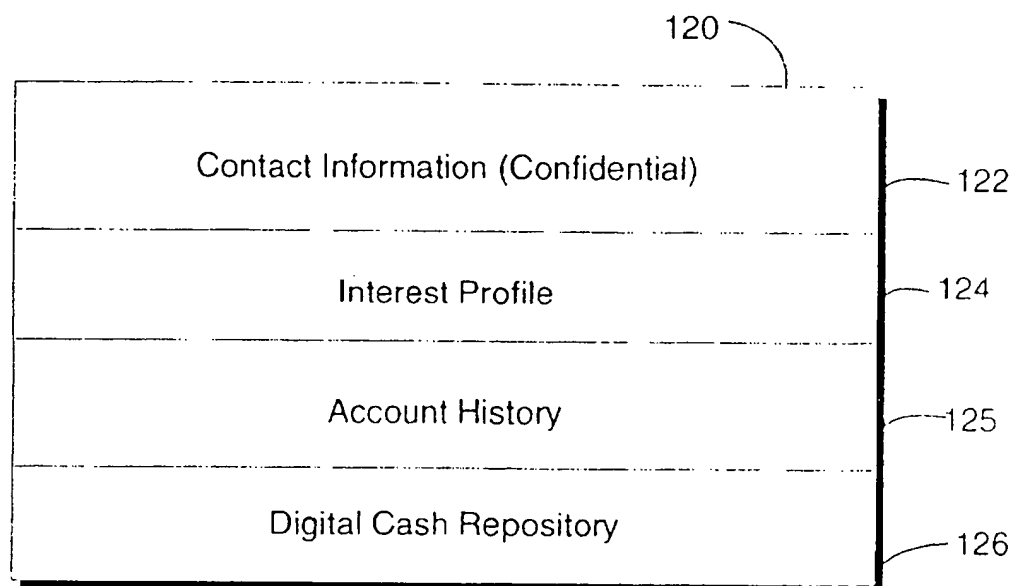 120
Contact Information (Confidential)
122
Interest Profile
124
Account History
125
Digital Cash Repository
126